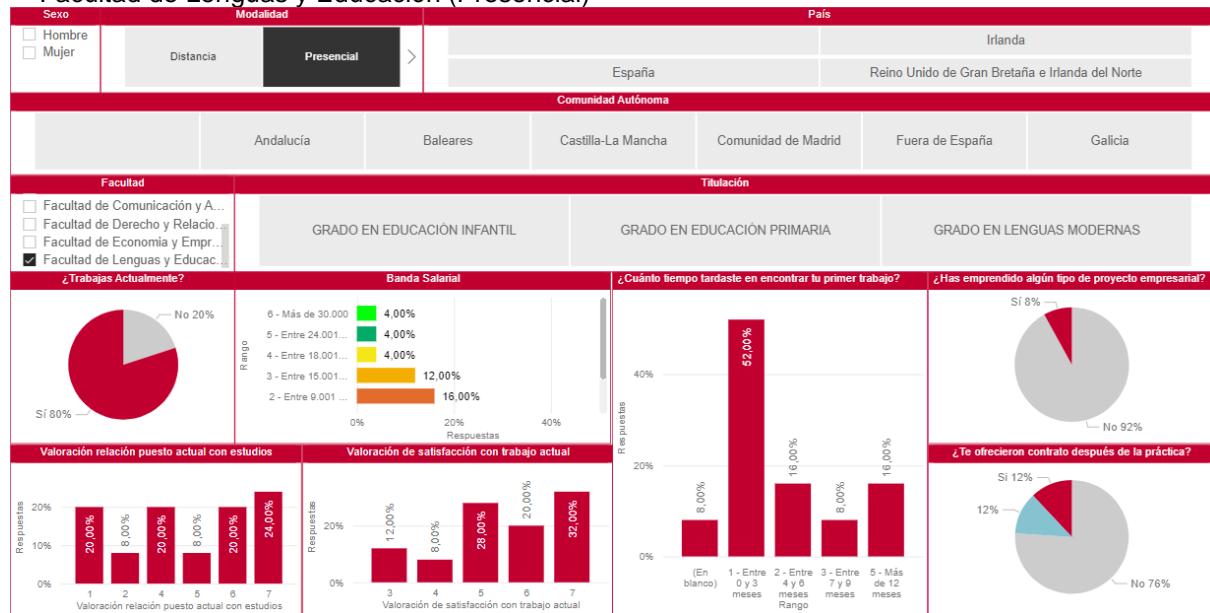 Facultad de Lenguas y Educación (Presencial)
Sexo
Modalidad
País
Hombre
Mujer
Distancia
Presencial
Irlanda
España
Reino Unido de Gran Bretaña e Irlanda del Norte
Comunidad Autónoma
Andalucía
Baleares
Castilla-La Mancha
Comunidad de Madrid
Fuera de España
Galicia
Facultad
Titulación
Facultad de Comunicación y A...
Facultad de Derecho y Relacio...
Facultad de Economia y Empr...
Facultad de Lenguas y Educac...
GRADO EN EDUCACIÓN INFANTIL
GRADO EN EDUCACIÓN PRIMARIA
GRADO EN LENGUAS MODERNAS
¿Trabajas Actualmente?
No 20%
Sí 80%
Banda Salarial
Rango
6 - Más de 30.000
4,00%
5 - Entre 24.001...
4,00%
4 - Entre 18.001...
4,00%
3 - Entre 15.001...
12,00%
2 - Entre 9.001 ...
16,00%
0%
20%
40%
Respuestas
¿Cuánto tiempo tardaste en encontrar tu primer trabajo?
Respuestas
40%
20%
0%
8,00%
52,00%
16,00%
8,00%
16,00%
(En
blanco)
1 - Entre
0 y 3
meses
2 - Entre
4 y 6
meses
3 - Entre
7 y 9
meses
5 - Más
de 12
meses
Rango
¿Has emprendido algún tipo de proyecto empresarial?
Sí 8%
No 92%
Valoración relación puesto actual con estudios
Respuestas
20%
10%
0%
20,00%
8,00%
20,00%
8,00%
20,00%
24,00%
1
2
4
5
6
7
Valoración relación puesto actual con estudios
Valoración de satisfacción con trabajo actual
Respuestas
20%
0%
12,00%
8,00%
28,00%
20,00%
32,00%
3
4
5
6
7
Valoración de satisfacción con trabajo actual
¿Te ofrecieron contrato después de la práctica?
Si 12%
12%
No 76%